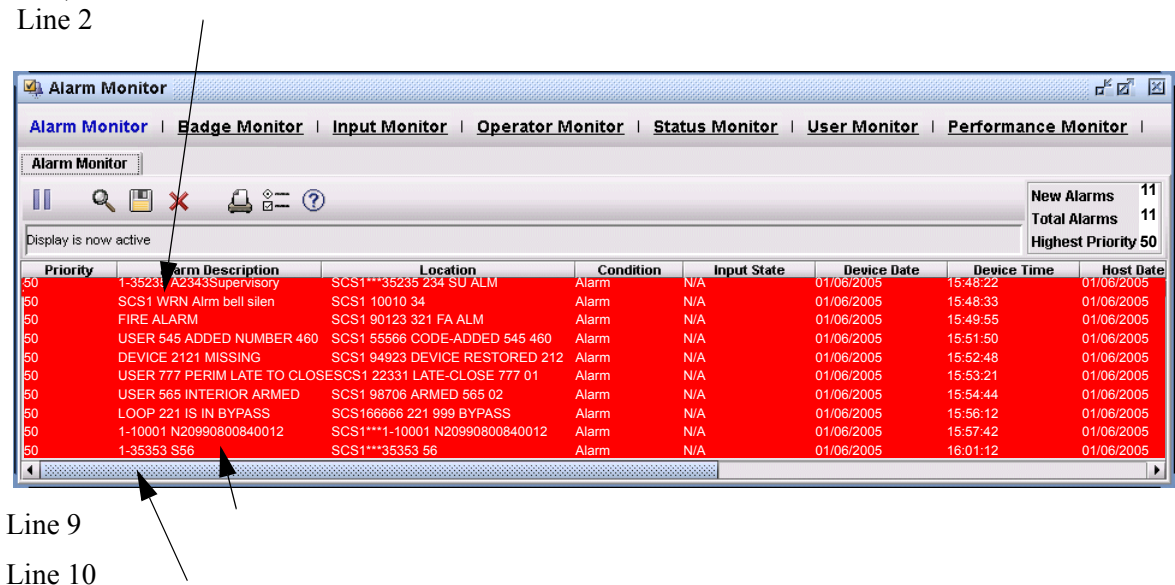 Line 2
Alarm Monitor
Alarm Monitor | Badge Monitor | Input Monitor | Operator Monitor | Status Monitor | User Monitor | Performance Monitor |
Alarm Monitor
New Alarms 11
Total Alarms 11
Display is now active
Highest Priority 50
Priority Alarm Description Location Condition Input State Device Date Device Time Host Date
50 1-35235 A2343Supervisory SCS1***35235 234 SU ALM Alarm N/A 01/06/2005 15:48:22 01/06/2005
50 SCS1 WRN Alrm bell silen SCS1 10010 34 Alarm N/A 01/06/2005 15:48:33 01/06/2005
50 FIRE ALARM SCS1 90123 321 FA ALM Alarm N/A 01/06/2005 15:49:55 01/06/2005
50 USER 545 ADDED NUMBER 460 SCS1 55566 CODE-ADDED 545 460 Alarm N/A 01/06/2005 15:51:50 01/06/2005
50 DEVICE 2121 MISSING SCS1 94923 DEVICE RESTORED 212 Alarm N/A 01/06/2005 15:52:48 01/06/2005
50 USER 777 PERIM LATE TO CLOSESCS1 22331 LATE-CLOSE 777 01 Alarm N/A 01/06/2005 15:53:21 01/06/2005
50 USER 565 INTERIOR ARMED SCS1 98706 ARMED 565 02 Alarm N/A 01/06/2005 15:54:44 01/06/2005
50 LOOP 221 IS IN BYPASS SCS166666 221 999 BYPASS Alarm N/A 01/06/2005 15:56:12 01/06/2005
50 1-10001 N20990800840012 SCS1***1-10001 N20990800840012 Alarm N/A 01/06/2005 15:57:42 01/06/2005
50 1-35353 S56 SCS1***35353 56 Alarm N/A 01/06/2005 16:01:12 01/06/2005
Line 9
Line 10